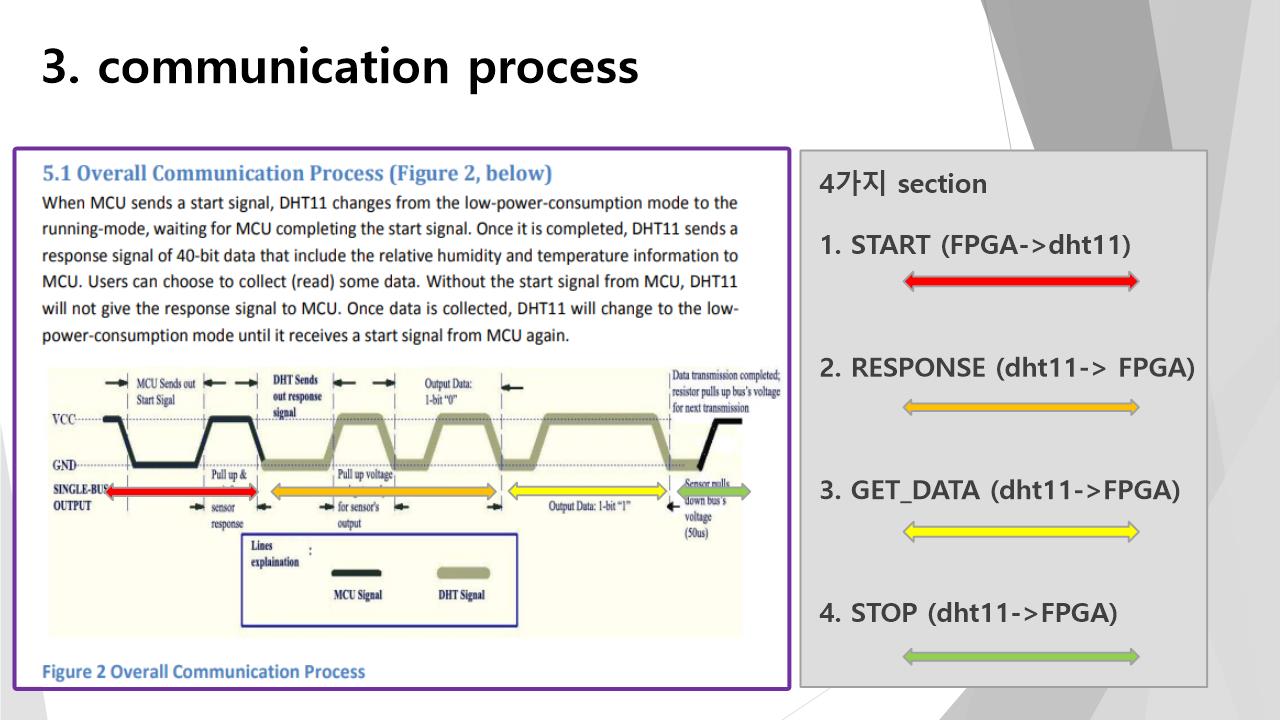 3. communication process
5.1 Overall Communication Process (Figure 2, below)
When MCU sends a start signal, DHT11 changes from the low-power-consumption mode to the
running-mode, waiting for MCU completing the start signal. Once it is completed, DHT11 sends a
response signal of 40-bit data that include the relative humidity and temperature information to
MCU. Users can choose to collect (read) some data. Without the start signal from MCU, DHT11
will not give the response signal to MCU. Once data is collected, DHT11 will change to the low-
power-consumption mode until it receives a start signal from MCU again.
MCU Sends out
Start Sigal
DHT Sends
out response
signal
Output Data:
1-bit "0"
Data transmission completed;
resistor pulls up bus's voltage
for next transmission
VCC
GND
SINGLE-BUS
OUTPUT
Pull up &
sensor
response
Pull up voltage
for sensor's
output
Output Data: 1-bit "1"
Sensor pulls
down bus's
voltage
(50us)
Lines
explaination
:
MCU Signal
DHT Signal
Figure 2 Overall Communication Process
4가지 section
1. START (FPGA->dht11)
2. RESPONSE (dht11-> FPGA)
3. GET_DATA (dht11->FPGA)
4. STOP (dht11->FPGA)